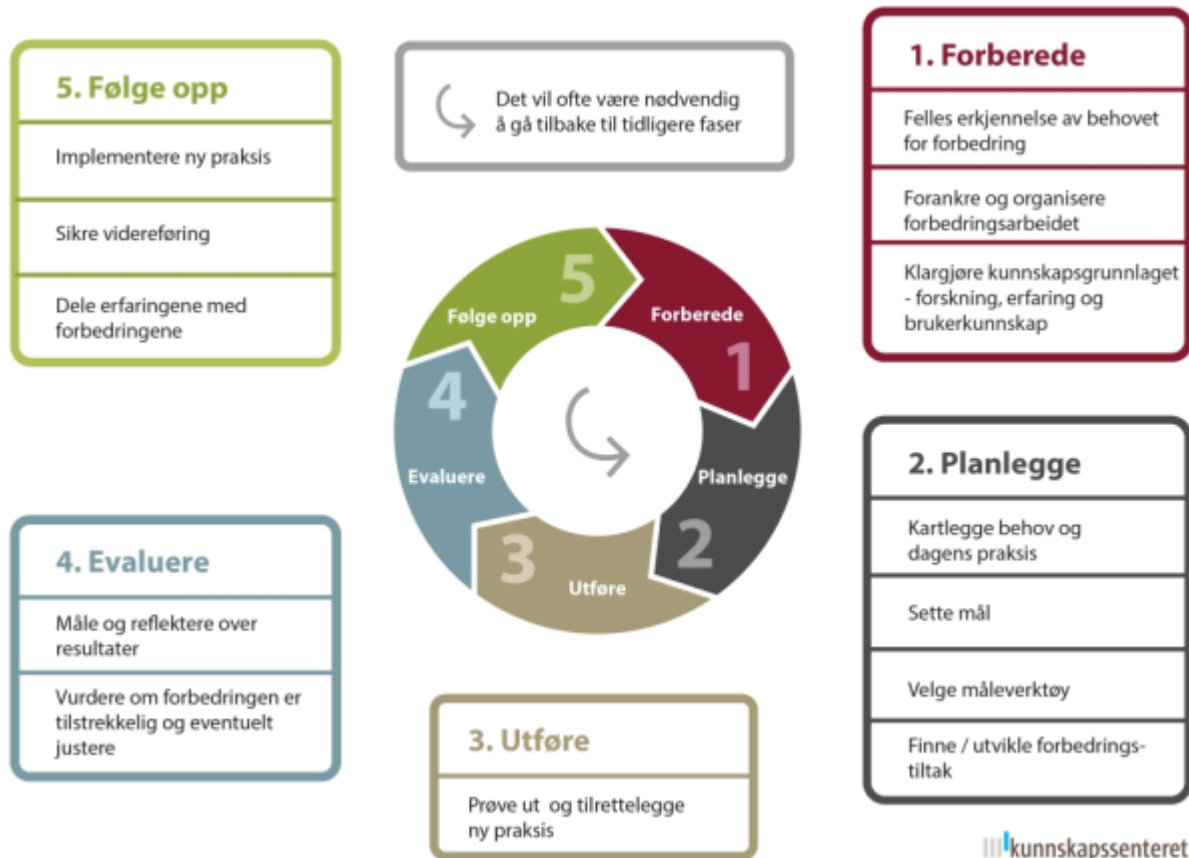 5. Følge opp
Implementere ny praksis
Sikre videreføring
Dele erfaringene med
forbedringene
Det vil ofte være nødvendig
å gå tilbake til tidligere faser
1. Forberede
Felles erkjennelse av behovet
for forbedring
Forankre og organisere
forbedringsarbeidet
Klargjøre kunnskapsgrunnlaget
- forskning, erfaring og
brukerkunnskap
5
Følge opp
Forberede
1
4
Evaluere
Planlegge
2
3
Utføre
2. Planlegge
Kartlegge behov og
dagens praksis
Sette mål
Velge måleverktøy
Finne / utvikle forbedrings-
tiltak
4. Evaluere
Måle og reflektere over
resultater
Vurdere om forbedringen er
tilstrekkelig og eventuelt
justere
3. Utføre
Prøve ut og tilrettelegge
ny praksis
kunnskapssenteret